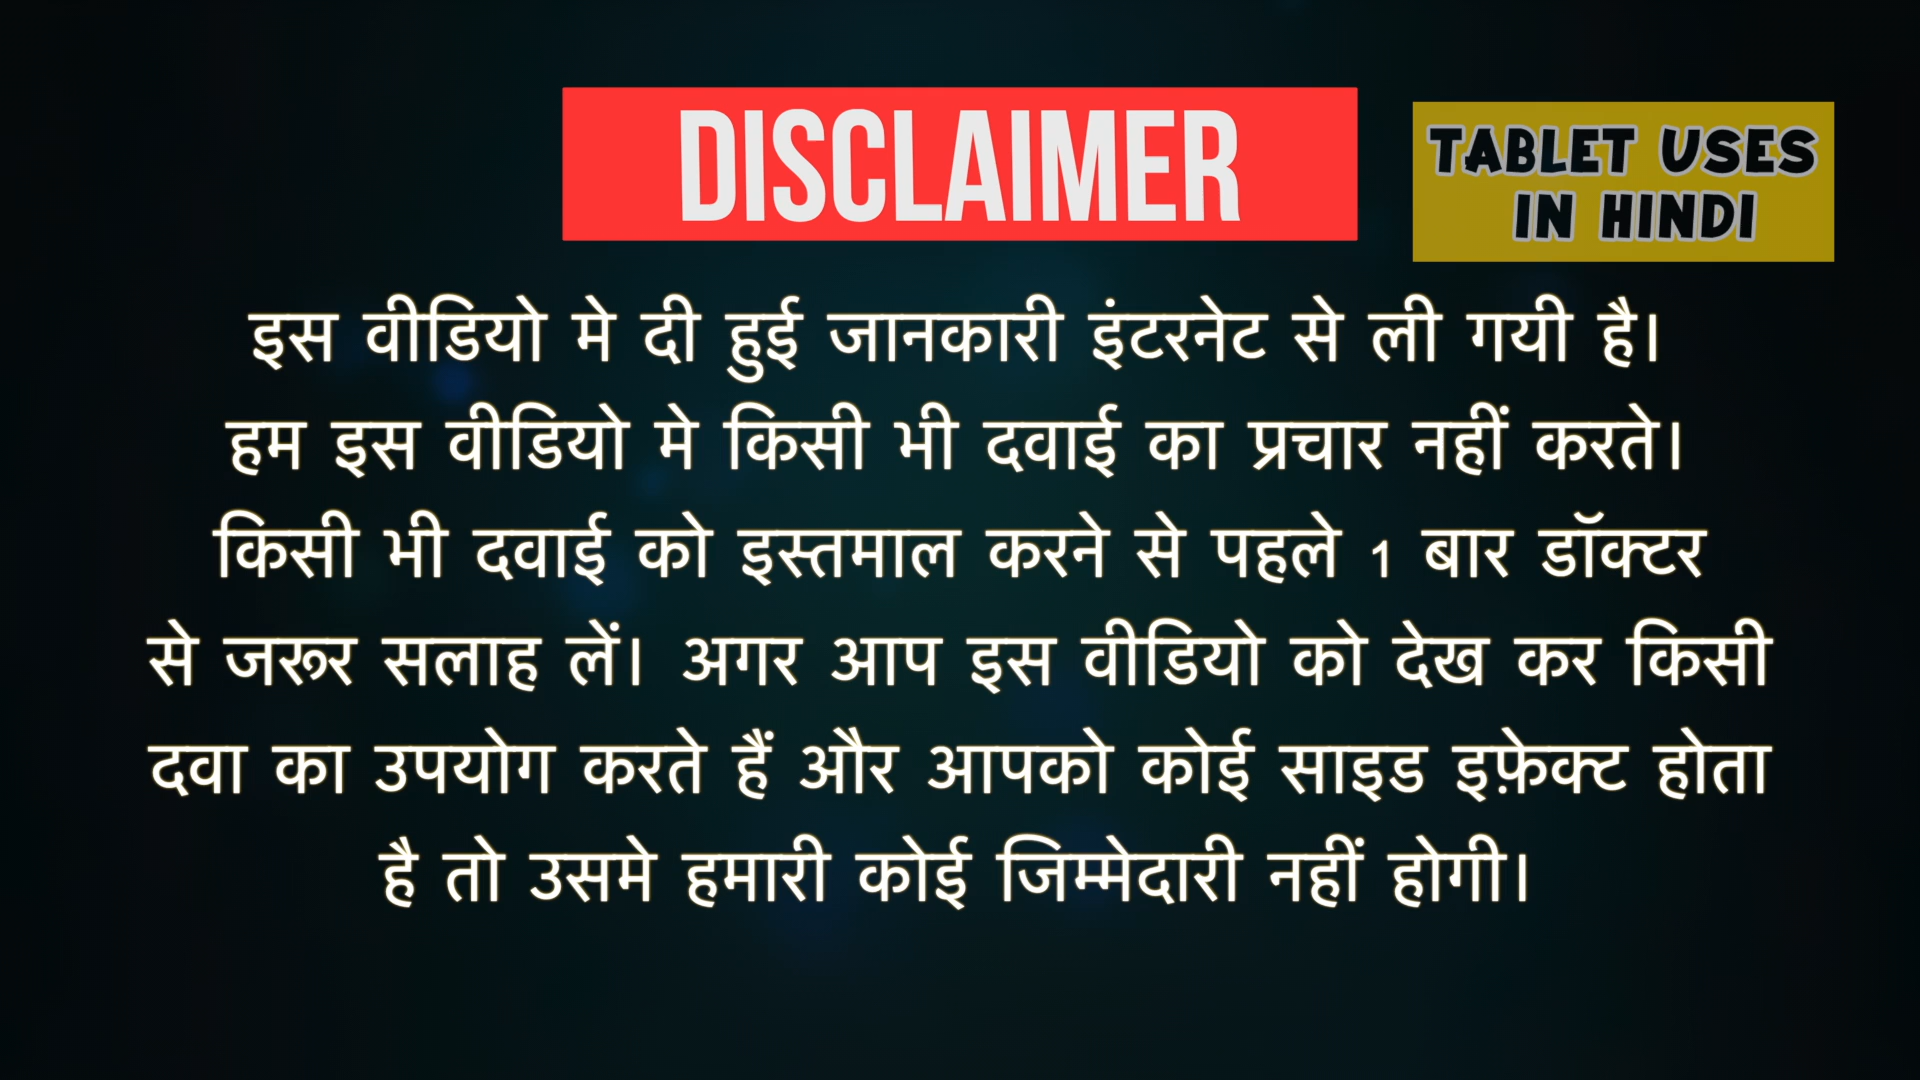 DISCLAIMER
TABLET USES
IN HINDI
इस वीडियो मे दी हुई जानकारी इंटरनेट से ली गयी है।
हम इस वीडियो मे किसी भी दवाई का प्रचार नहीं करते।
किसी भी दवाई को इस्तमाल करने से पहले 1 बार डॉक्टर
से जरूर सलाह लें। अगर आप इस वीडियो को देख कर किसी
दवा का उपयोग करते हैं और आपको कोई साइड इफ़ेक्ट होता
है तो उसमे हमारी कोई जिम्मेदारी नहीं होगी।